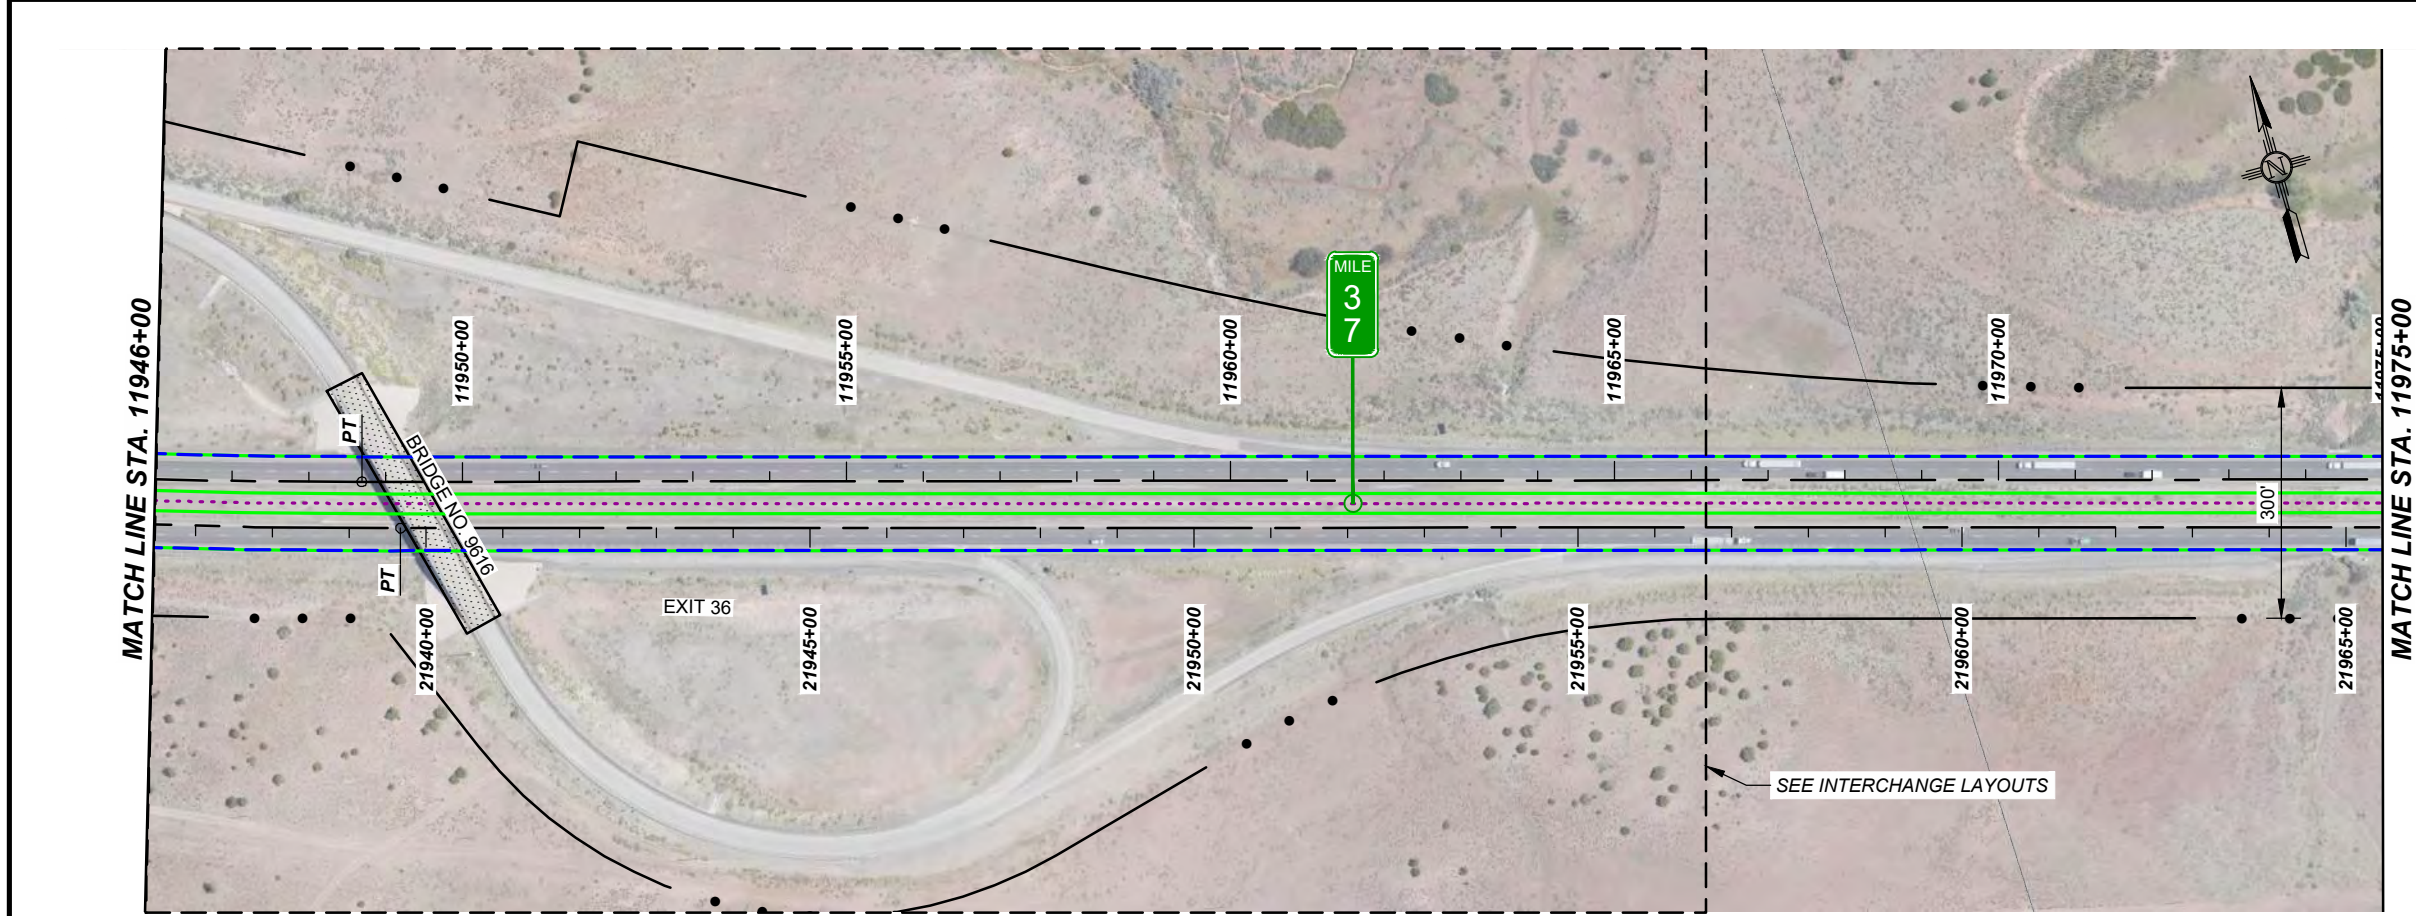 MATCH LINE STA. 11946+00
PT
BRIDGE NO 9616
PT
11950+00
11955+00
11960+00
MILE
3
7
11965+00
11970+00
11975+00
N
300'
21940+00
EXIT 36
21945+00
21950+00
21955+00
21960+00
21965+00
SEE INTERCHANGE LAYOUTS
MATCH LINE STA. 11975+00